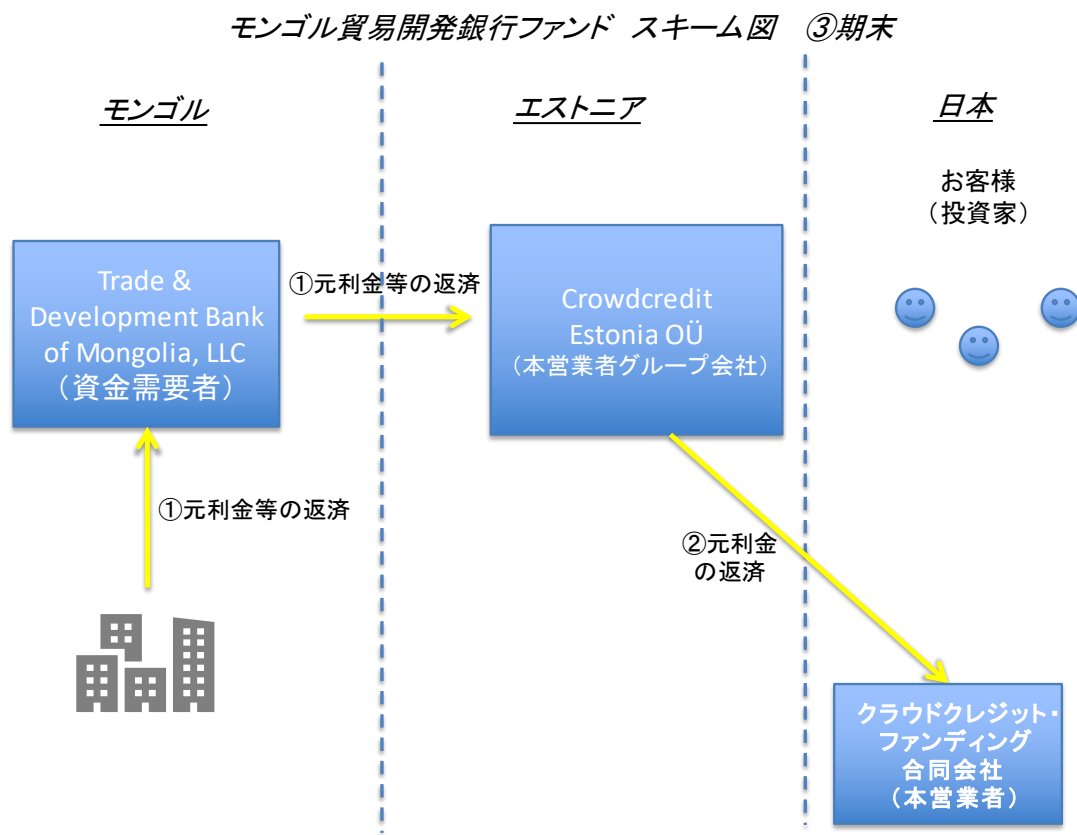 モンゴル貿易開発銀行ファンド スキーム図 ③期末
モンゴル
エストニア
日本
お客様
（投資家）
Trade &
Development Bank
of Mongolia, LLC
（資金需要者）
①元利金等の返済
Crowdcredit
Estonia OÜ
（本営業者グループ会社）
①元利金等の返済
②元利金
の返済
クラウドクレジット・
ファンディング
合同会社
（本営業者）